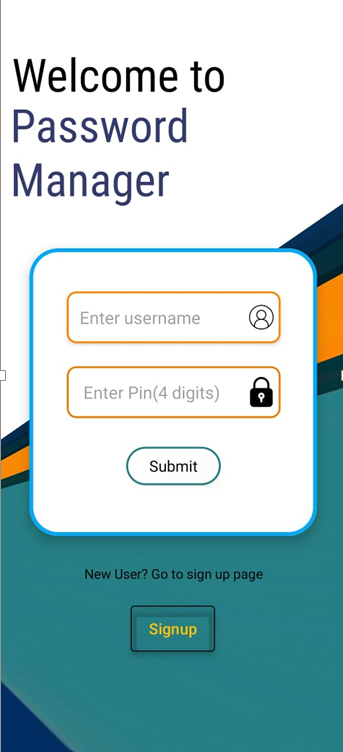 Welcome to
Password
Manager
Enter username
Enter Pin(4 digits)
Submit
New User? Go to sign up page
Signup